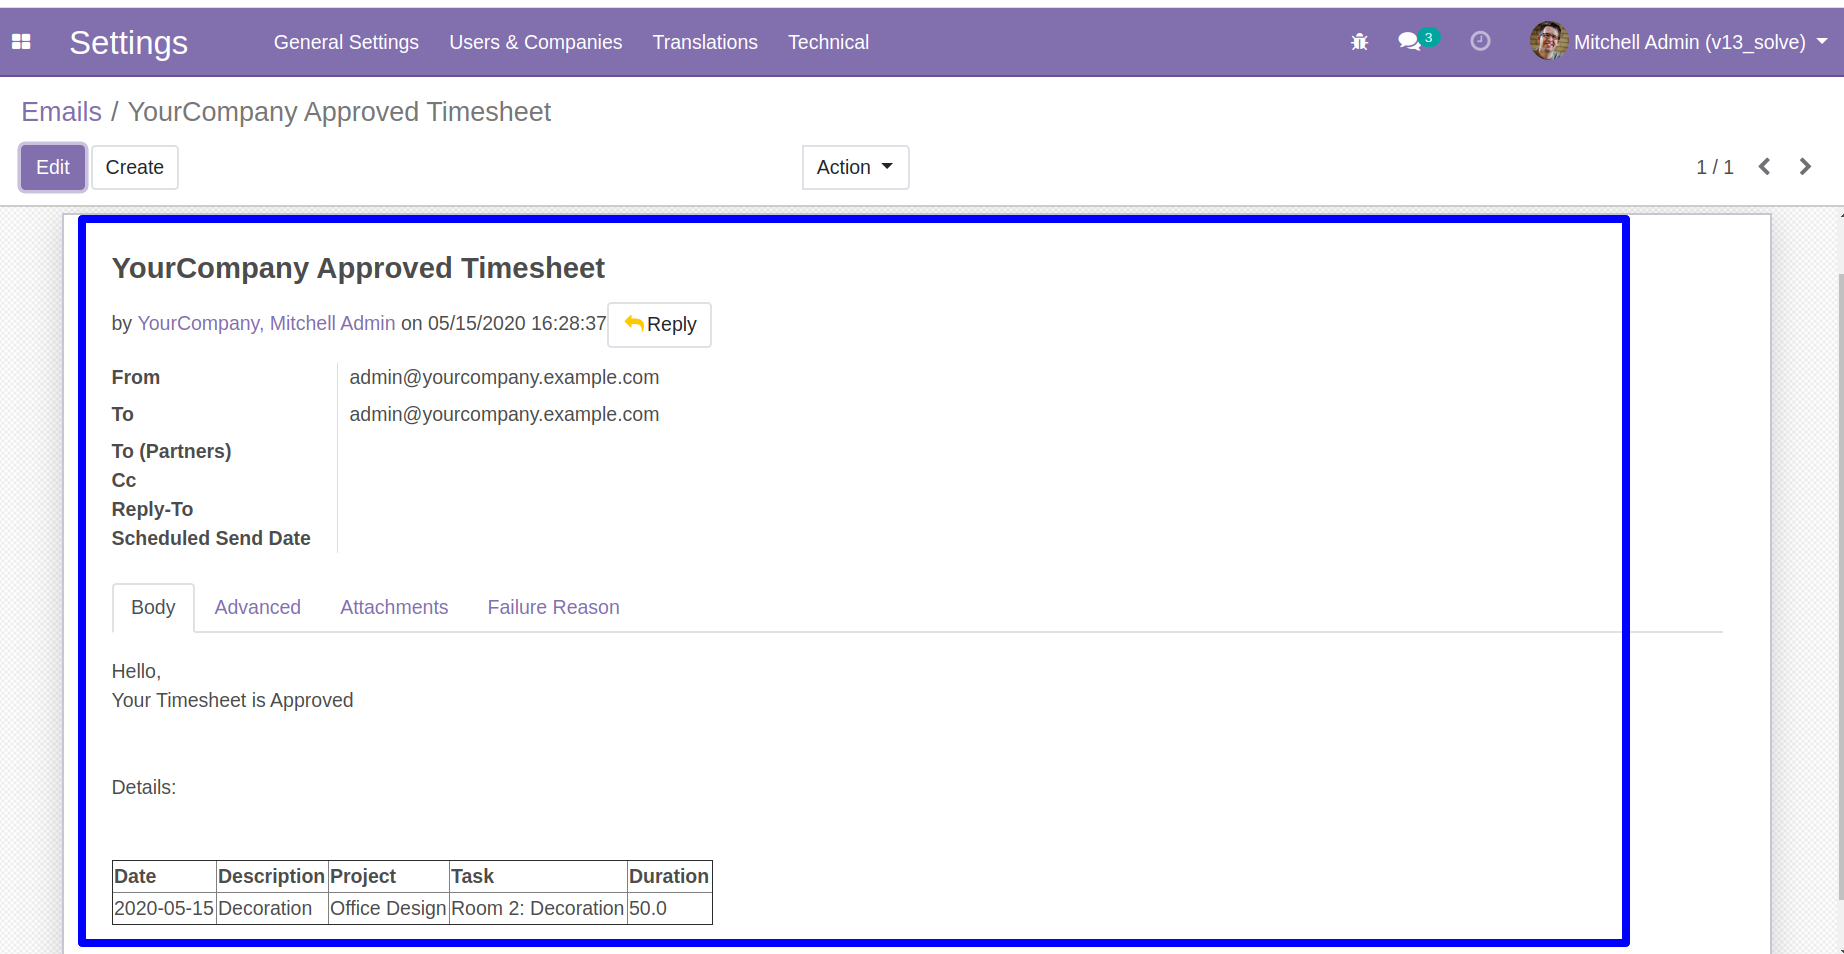 Settings General Settings Users & Companies Translations Technical 3 Mitchell Admin (v13_solve)
Emails / YourCompany Approved Timesheet
Edit Create Action 1 / 1
YourCompany Approved Timesheet
by YourCompany, Mitchell Admin on 05/15/2020 16:28:37 Reply
From admin@yourcompany.example.com
To admin@yourcompany.example.com
To (Partners)
Cc
Reply-To
Scheduled Send Date
Body Advanced Attachments Failure Reason
Hello,
Your Timesheet is Approved
Details:
Date Description Project Task Duration
2020-05-15 Decoration Office Design Room 2: Decoration 50.0